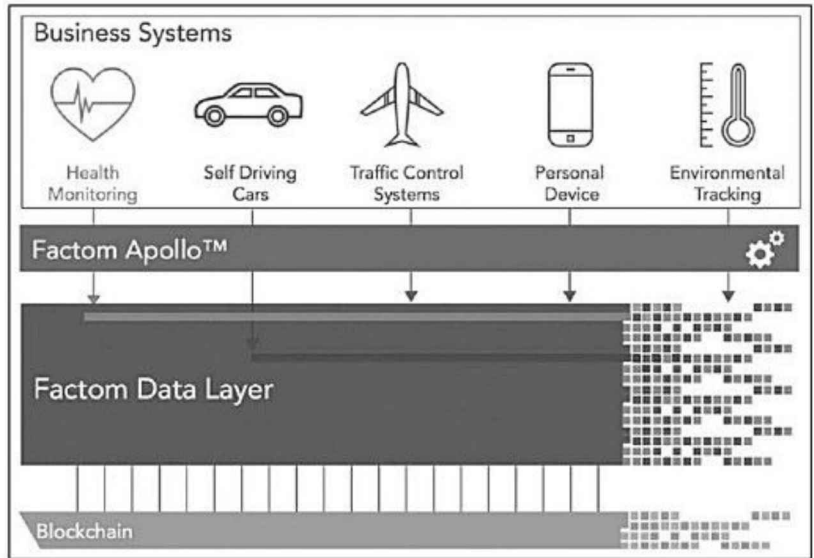 Business Systems
Health
Monitoring
Self Driving
Cars
Traffic Control
Systems
Personal
Device
Environmental
Tracking
Factom Apollo™
Factom Data Layer
Blockchain